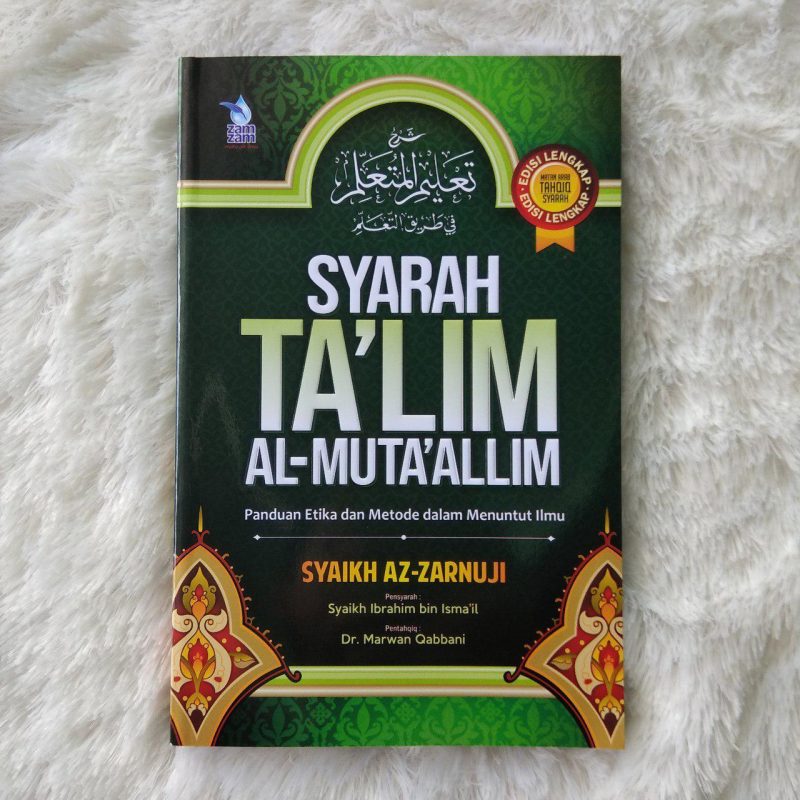 zam
zam
شرح
تعليم المتعلم
في طريق التعلم
EDISI LENGKAP
MATAN ARAB
TAHQIQ
SYARAH
EDISI LENGKAP
SYARAH
TA'LIM
AL-MUTA'ALLIM
Panduan Etika dan Metode dalam Menuntut Ilmu
SYAIKH AZ-ZARNUJI
Pensyarah :
Syaikh Ibrahim bin Isma'il
Pentahqiq :
Dr. Marwan Qabbani